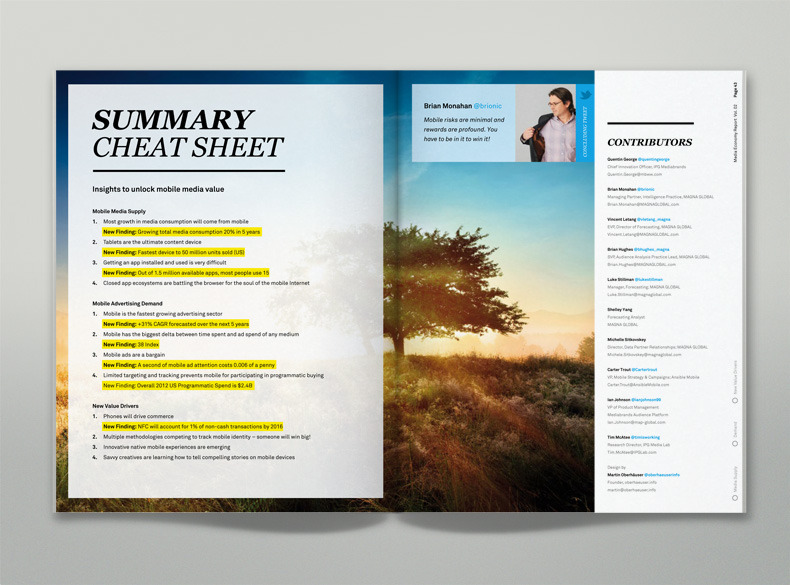 SUMMARY
CHEAT SHEET
Insights to unlock mobile media value
Mobile Media Supply
1. Most growth in media consumption will come from mobile
New Finding: Growing total media consumption 20% in 5 years
2. Tablets are the ultimate content device
New Finding: Fastest device to 50 million units sold (US)
3. Getting an app installed and used is very difficult
New Finding: Out of 1.5 million available apps, most people use 15
4. Closed app ecosystems are battling the browser for the soul of the mobile Internet
Mobile Advertising Demand
1. Mobile is the fastest growing advertising sector
New Finding: +31% CAGR forecasted over the next 5 years
2. Mobile has the biggest delta between time spent and ad spend of any medium
New Finding: 38 Index
3. Mobile ads are a bargain
New Finding: A second of mobile ad attention costs 0.006 of a penny
4. Limited targeting and tracking prevents mobile for participating in programmatic buying
New Finding: Overall 2012 US Programmatic Spend is $2.4B
New Value Drivers
1. Phones will drive commerce
New Finding: NFC will account for 1% of non-cash transactions by 2016
2. Multiple methodologies competing to track mobile identity – someone will win big!
3. Innovative native mobile experiences are emerging
4. Savvy creatives are learning how to tell compelling stories on mobile devices
Brian Monahan @brionic
Mobile risks are minimal and
rewards are profound. You
have to be in it to win it!
CONCLUDING TWEET
CONTRIBUTORS
Quentin George @quentingeorge
Chief Innovation Officer, IPG Mediabrands
Quentin.George@mbww.com
Brian Monahan @brionic
Managing Partner, Intelligence Practice, MAGNA GLOBAL
Brian.Monahan@MAGNAGLOBAL.com
Vincent Letang @vletang_magna
SVP, Director of Forecasting, MAGNA GLOBAL
Vincent.Letang@MAGNAGLOBAL.com
Brian Hughes @bhughes_magna
SVP, Audience Analysis Practice Lead, MAGNA GLOBAL
Brian.Hughes@MAGNAGLOBAL.com
Luke Stillman @lukestillman
Manager, Forecasting, MAGNA GLOBAL
Luke.Stillman@magnaglobal.com
Shelley Yang
Forecasting Analyst
MAGNA GLOBAL
Michelle Sitkovskey
Director, Data Partner Relationships, MAGNA GLOBAL
Michele.Sitkovskey@magnaglobal.com
Carter Trout @Cartertrout
VP, Mobile Strategy & Campaigns, Ansible Mobile
Carter.Trout@AnsibleMobile.com
Ian Johnson @ianjohnson98
VP of Product Management
Mediabrands Audience Platform
Ian.Johnson@map-global.com
Tim McAtee @timisworking
Research Director, IPG Media Lab
Tim.McAtee@IPGLab.com
Design by
Martin Oberhäuser @oberhaeuserinfo
Founder, oberhaeuser.info
martin@oberhaeuser.info
Media Economy Report Vol. 02 Page 43
New Value Drivers
Demand
Media Supply